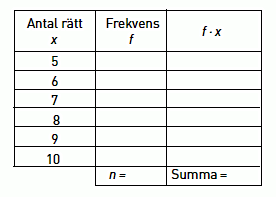 Antal rätt Frekvens f · x
x f
5
6
7
8
9
10
n = Summa =